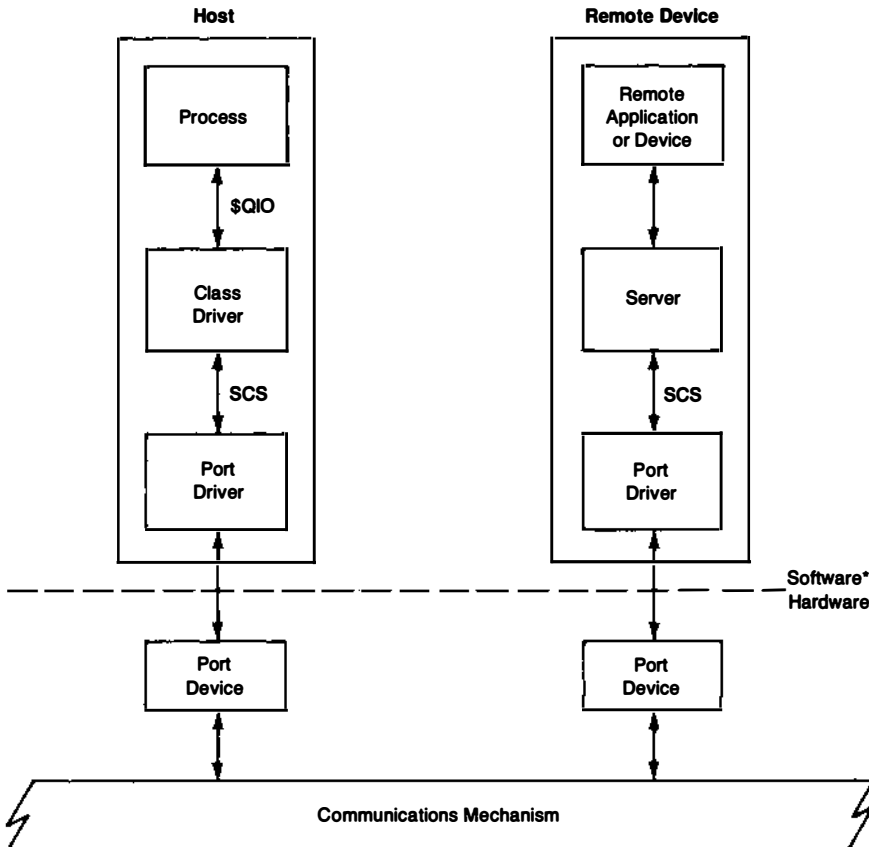 Host
Remote Device
Process
Remote
Application
or Device
$QIO
Class
Driver
Server
SCS
SCS
Port
Driver
Port
Driver
Software*
Hardware
Port
Device
Port
Device
Communications Mechanism